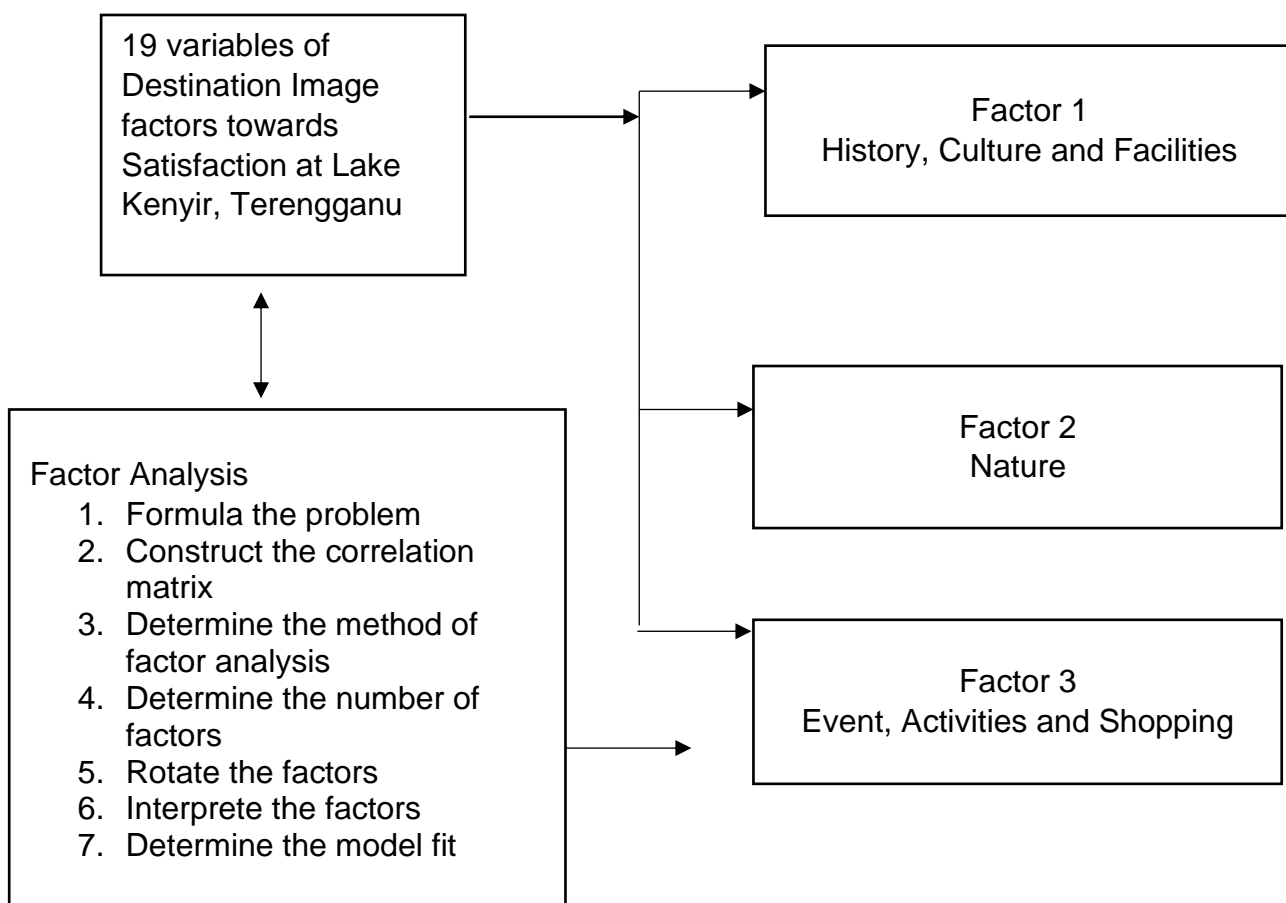 19 variables of
Destination Image
factors towards
Satisfaction at Lake
Kenyir, Terengganu
Factor 1
History, Culture and Facilities
Factor 2
Nature
Factor 3
Event, Activities and Shopping
Factor Analysis
1. Formula the problem
2. Construct the correlation
matrix
3. Determine the method of
factor analysis
4. Determine the number of
factors
5. Rotate the factors
6. Interprete the factors
7. Determine the model fit